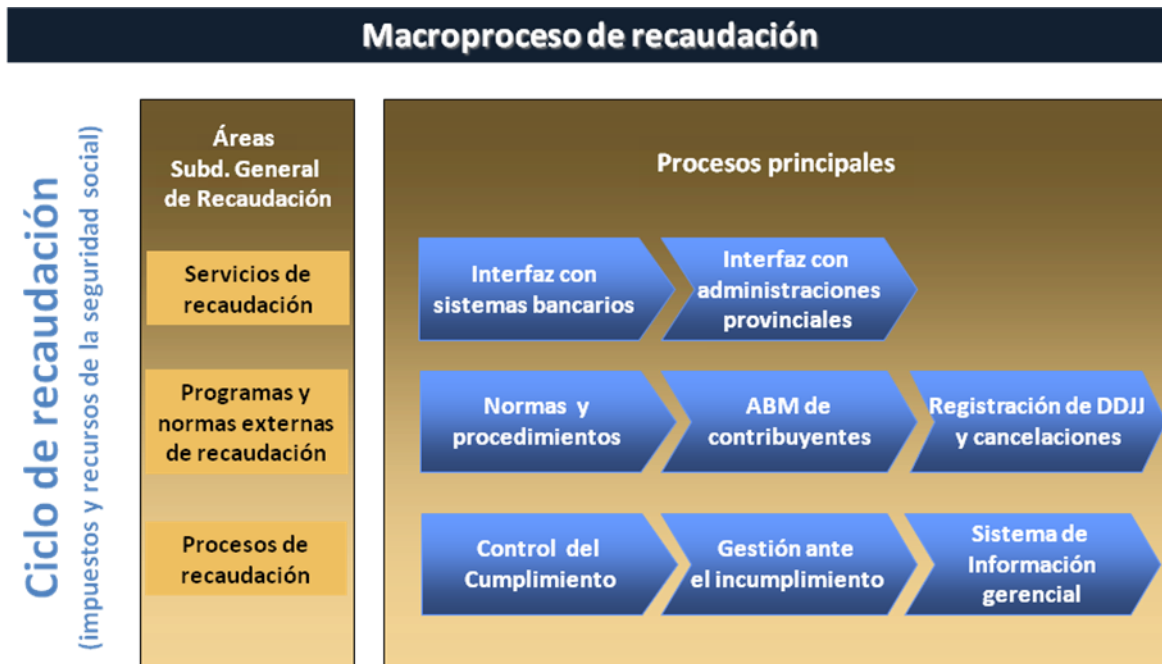 Macroproceso de recaudación
Ciclo de recaudación
(impuestos y recursos de la seguridad social)
Áreas
Subd. General
de Recaudación
Procesos principales
Servicios de
recaudación
Interfaz con
sistemas bancarios
Interfaz con
administraciones
provinciales
Programas y
normas externas
de recaudación
Normas y
procedimientos
ABM de
contribuyentes
Registración de DDJJ
y cancelaciones
Procesos de
recaudación
Control del
Cumplimiento
Gestión ante
el incumplimiento
Sistema de
Información
gerencial